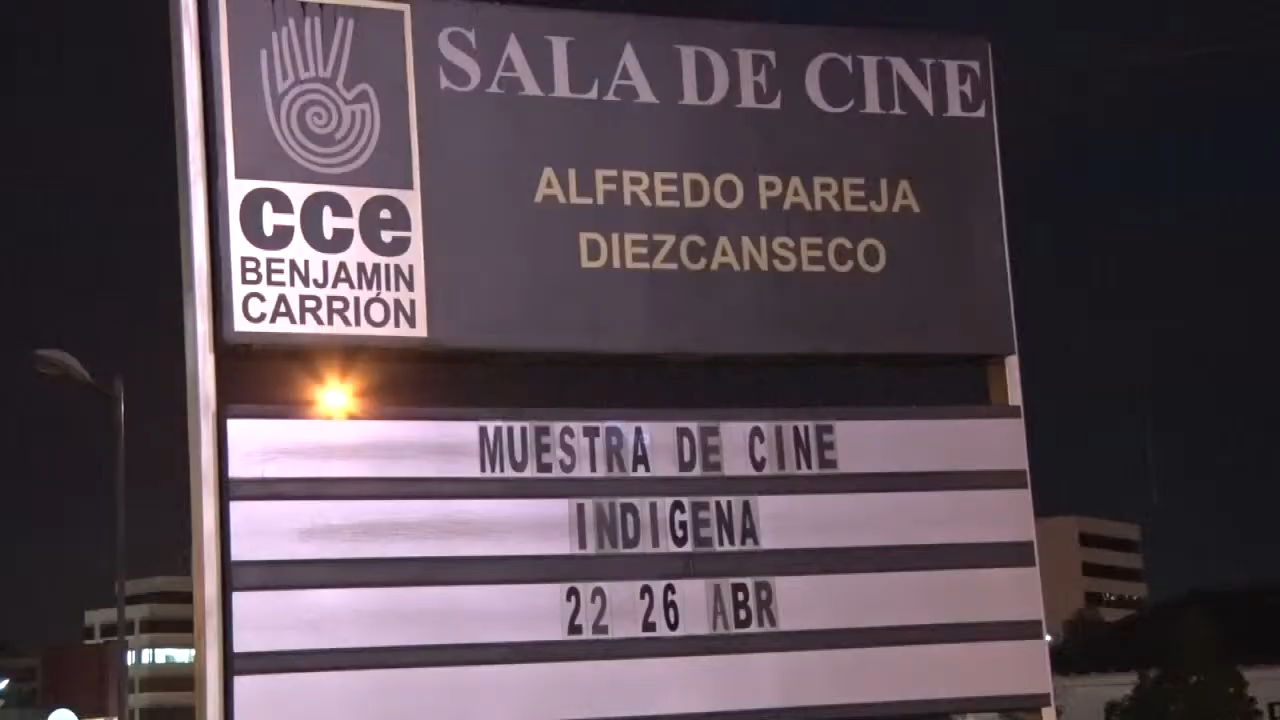 SALA DE CINE
ALFREDO PAREJA
DIEZCANSECO
cce
BENJAMIN
CARRIÓN
MUESTRA DE CINE
INDIGENA
22 26 ABR